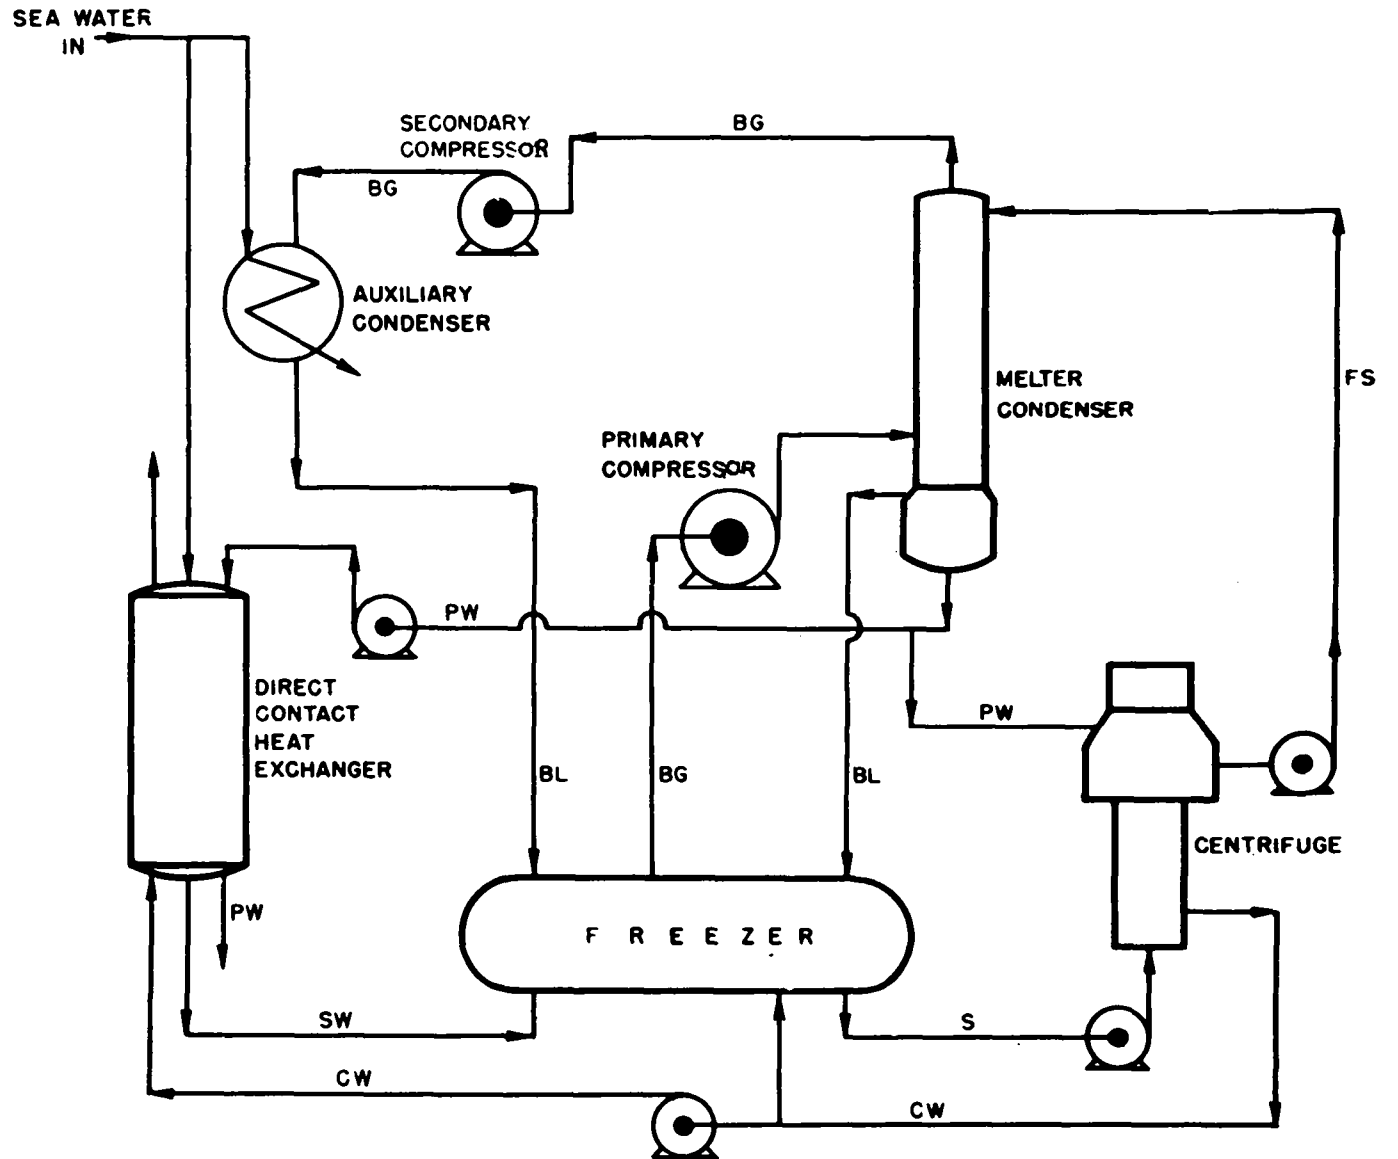 SEA WATER
IN
SECONDARY
COMPRESSOR
BG
BG
AUXILIARY
CONDENSER
MELTER
CONDENSER
FS
PRIMARY
COMPRESSOR
PW
DIRECT
CONTACT
HEAT
EXCHANGER
PW
BL
BG
BL
CENTRIFUGE
PW
FREEZER
SW
S
CW
CW